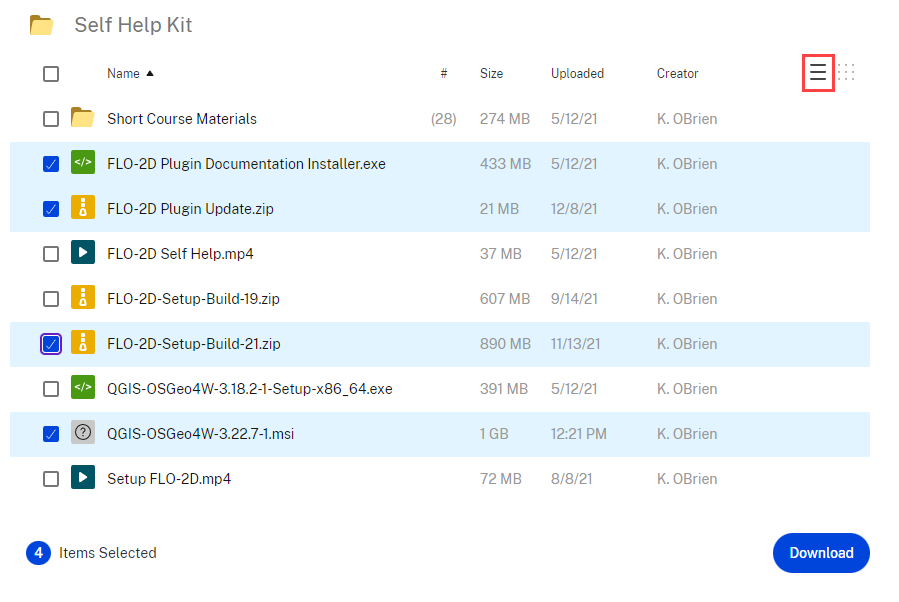 Self Help Kit
Name ▲ # Size Uploaded Creator
Short Course Materials (28) 274 MB 5/12/21 K. OBrien
</> FLO-2D Plugin Documentation Installer.exe 433 MB 5/12/21 K. OBrien
FLO-2D Plugin Update.zip 21 MB 12/8/21 K. OBrien
FLO-2D Self Help.mp4 37 MB 5/12/21 K. OBrien
FLO-2D-Setup-Build-19.zip 607 MB 9/14/21 K. OBrien
FLO-2D-Setup-Build-21.zip 890 MB 11/13/21 K. OBrien
</> QGIS-OSGeo4W-3.18.2-1-Setup-x86_64.exe 391 MB 5/12/21 K. OBrien
? QGIS-OSGeo4W-3.22.7-1.msi 1 GB 12:21 PM K. OBrien
Setup FLO-2D.mp4 72 MB 8/8/21 K. OBrien
4 Items Selected Download